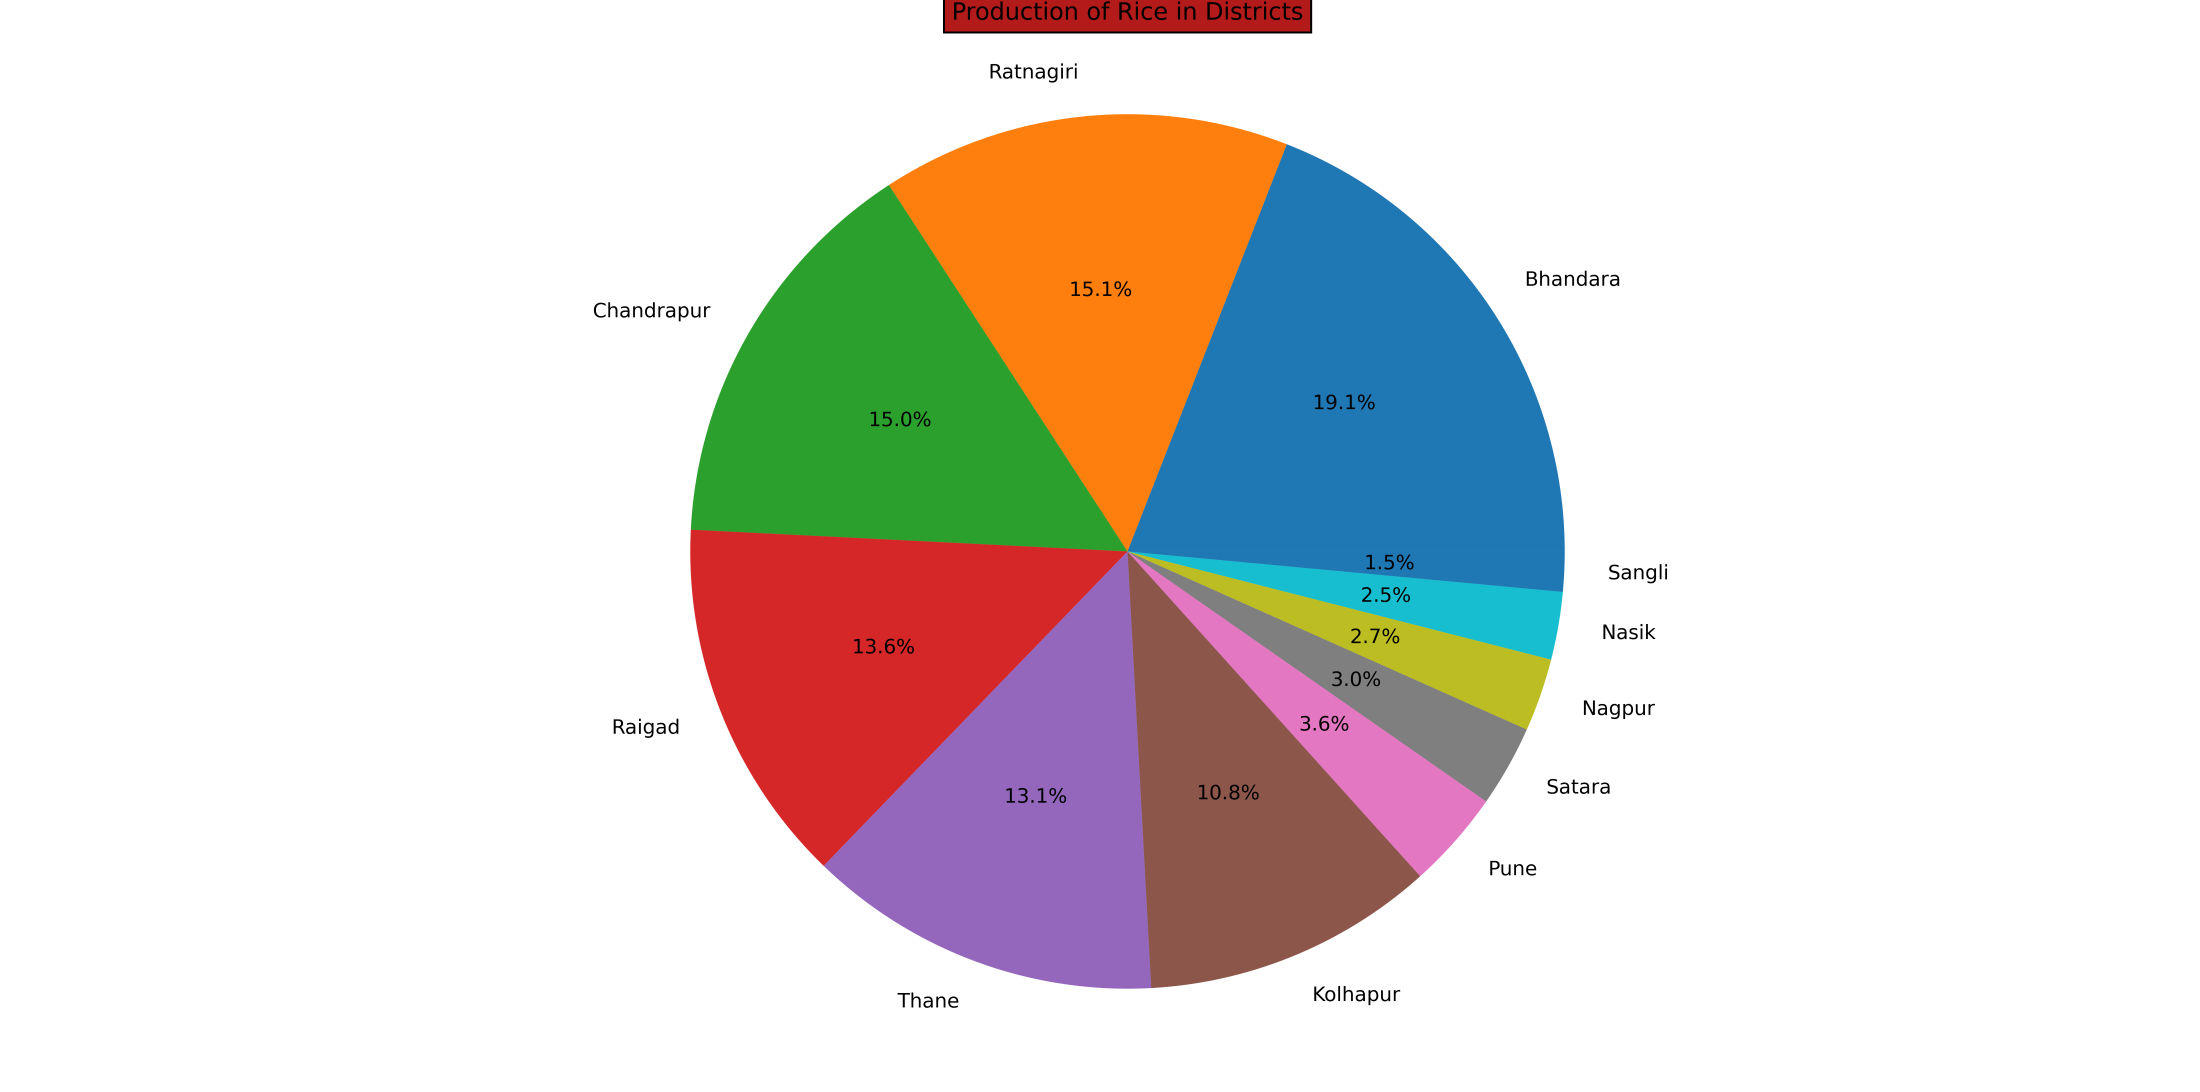 Production of Rice in Districts
Ratnagiri
Bhandara
15.1%
Chandrapur
19.1%
15.0%
1.5%
Sangli
2.5%
Nasik
2.7%
13.6%
3.0%
Nagpur
Raigad
3.6%
Satara
13.1%
10.8%
Pune
Thane
Kolhapur